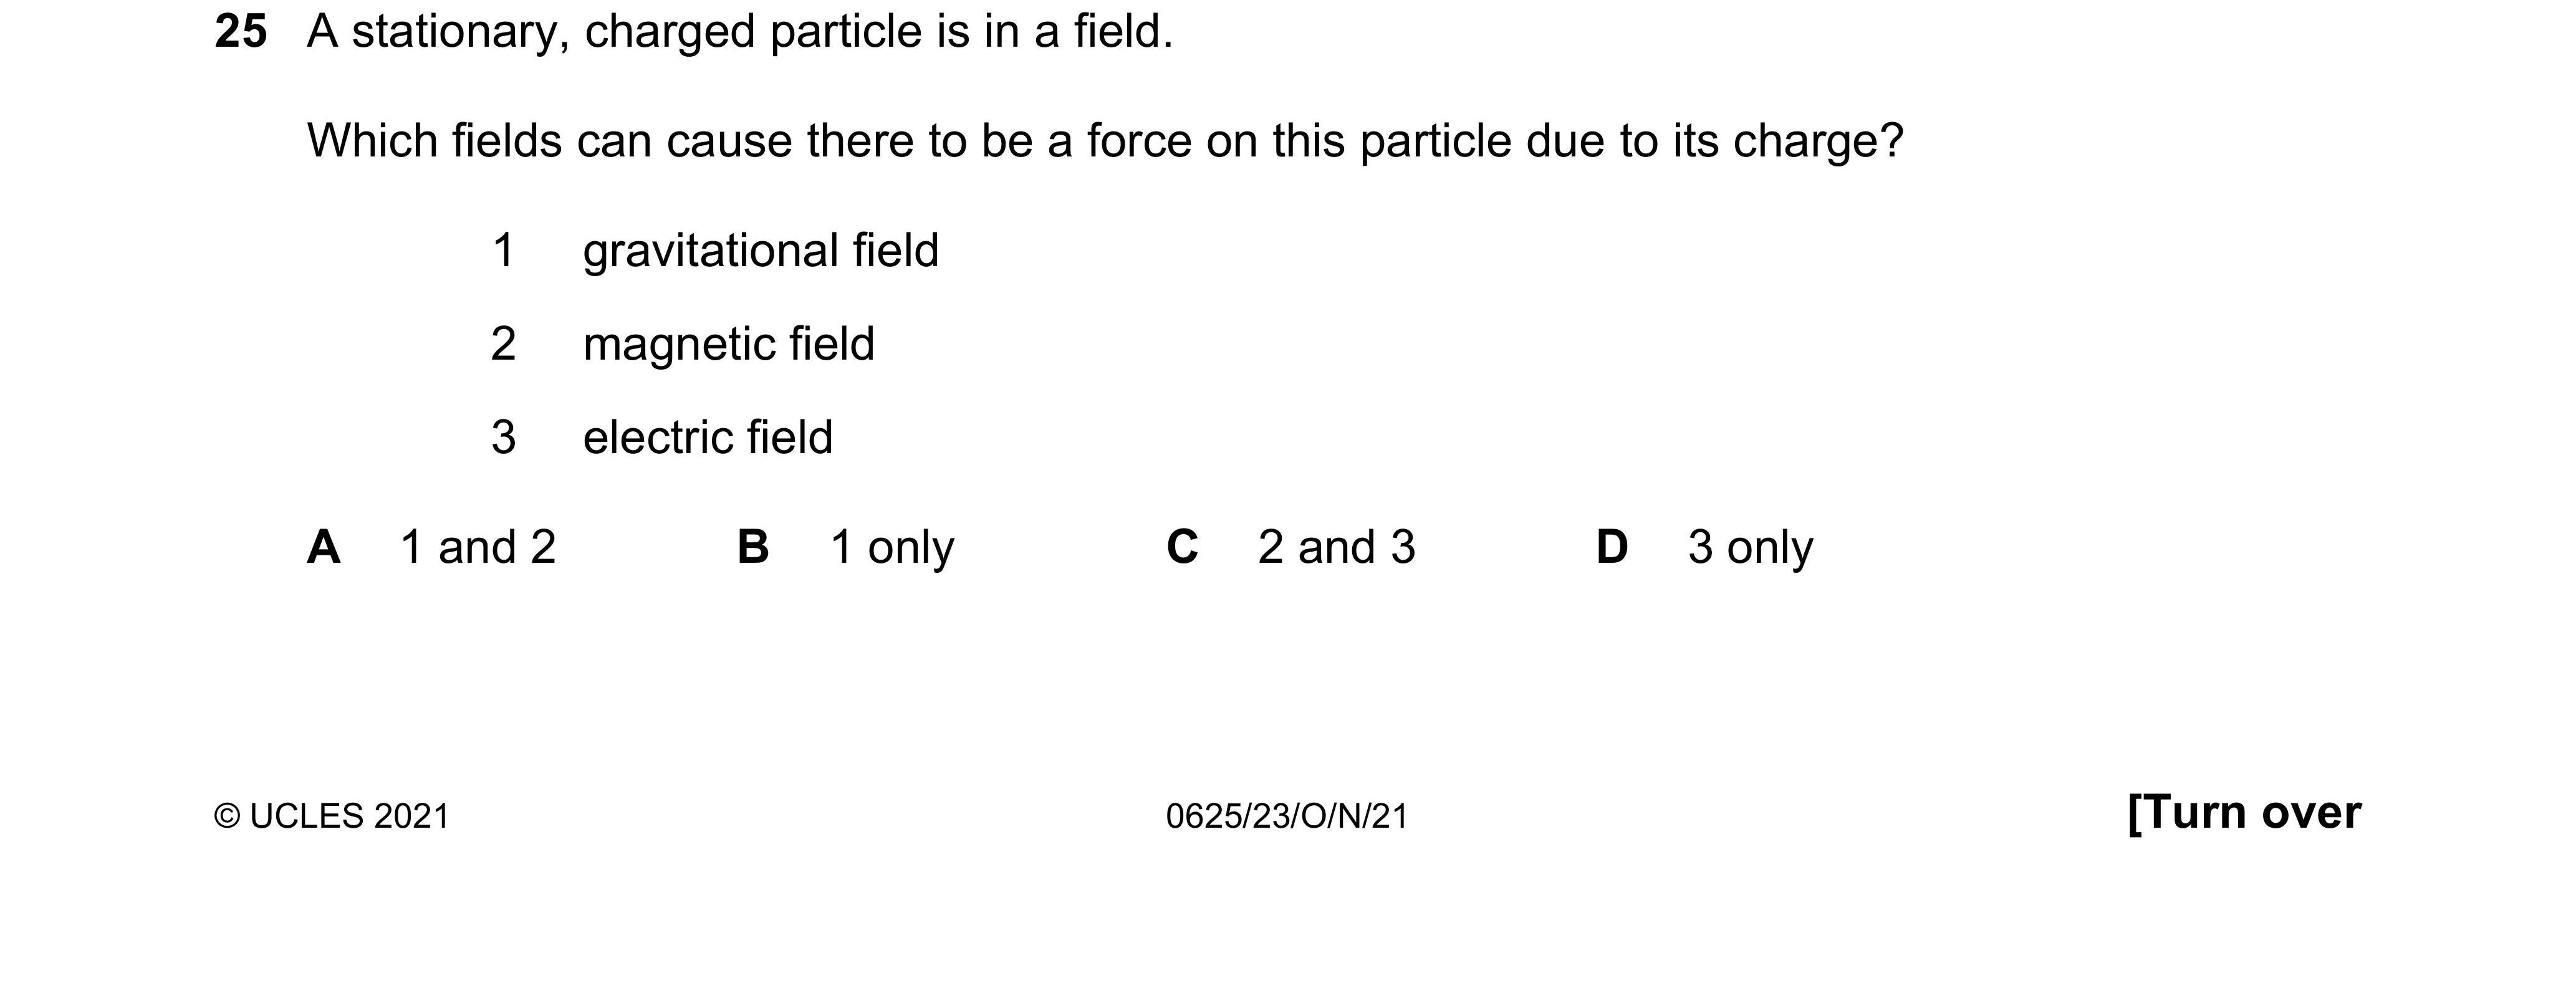 25 A stationary, charged particle is in a field.
Which fields can cause there to be a force on this particle due to its charge?
1 gravitational field
2 magnetic field
3 electric field
A 1 and 2 B 1 only C 2 and 3 D 3 only
© UCLES 2021 0625/23/O/N/21 [Turn over